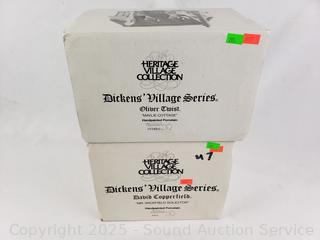 HERITAGE
VILLAGE
COLLECTION
Dickens' Village Series®
Oliver Twist
"MAYLIE COTTAGE"
Handpainted Porcelain
HERITAGE
VILLAGE
COLLECTION
47
Dickens' Village Series®
David Copperfield
"MR. WICKFIELD SOLICITOR"
Handpainted Porcelain
Copyright 2025 - Sound Auction Service